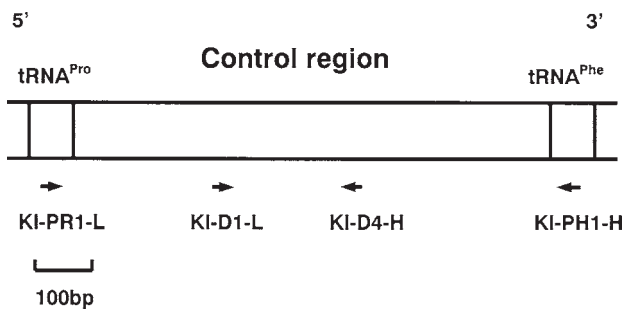 5' 3'
Control region
tRNAPro tRNAPhe
KI-PR1-L KI-D1-L KI-D4-H KI-PH1-H
100bp